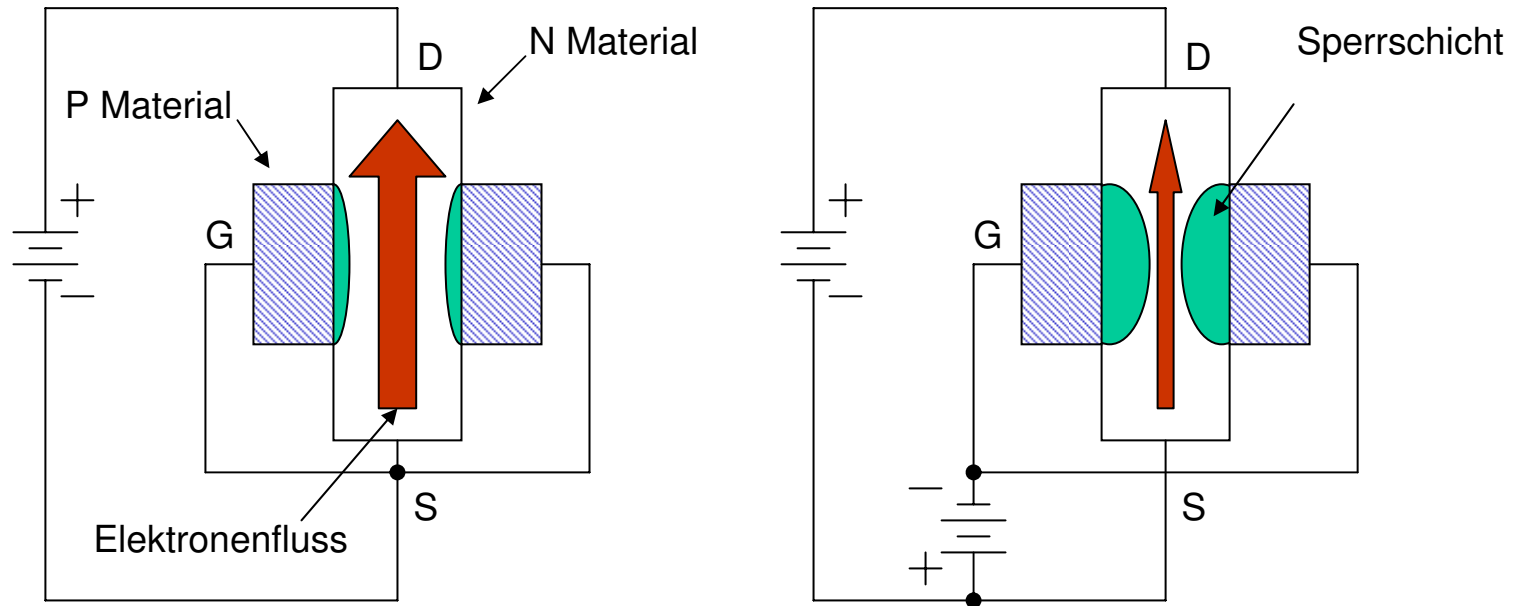 D
N Material
P Material
+
G
−
S
Elektronenfluss
D
Sperrschicht
+
G
−
−
S
+